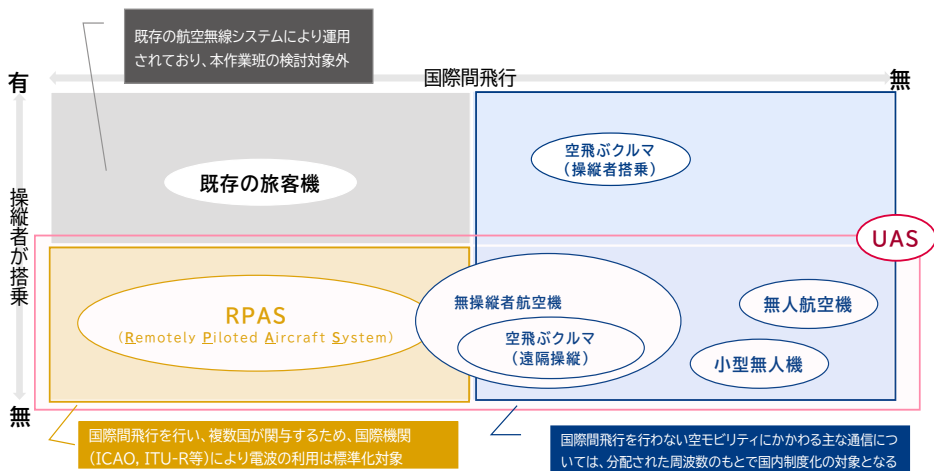 既存の航空無線システムにより運用
されており、本作業班の検討対象外
有
国際間飛行
無
操縦者が搭乗
既存の旅客機
空飛ぶクルマ
(操縦者搭乗)
UAS
RPAS
(Remotely Piloted Aircraft System)
無操縦者航空機
空飛ぶクルマ
(遠隔操縦)
無人航空機
小型無人機
無
国際間飛行を行い、複数国が関与するため、国際機関
(ICAO, ITU-R等)により電波の利用は標準化対象
国際間飛行を行わない空モビリティにかかわる主な通信につ
いては、分配された周波数のもとで国内制度化の対象となる